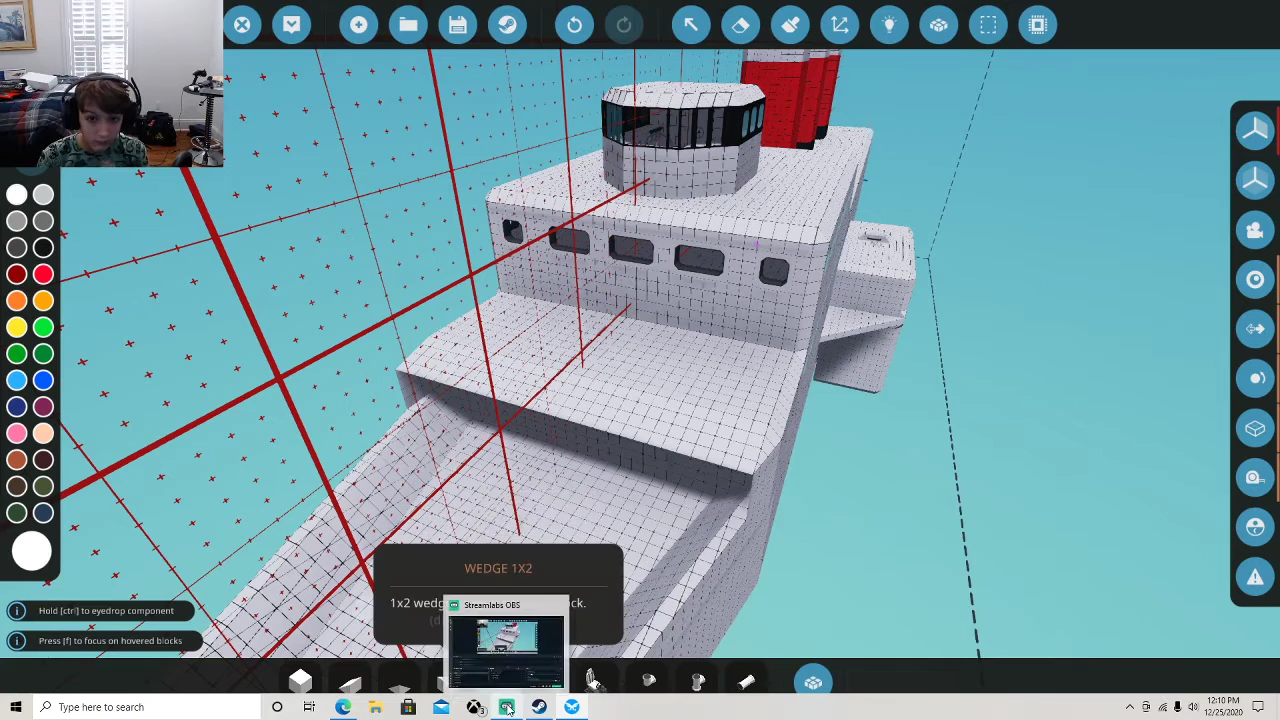 WEDGE 1X2
1x2 wedg
ck.
Streamlabs OBS
Hold [ctrl] to eyedrop component
Press [f] to focus on hovered blocks
Type here to search
12:10 PM
12/25/2020